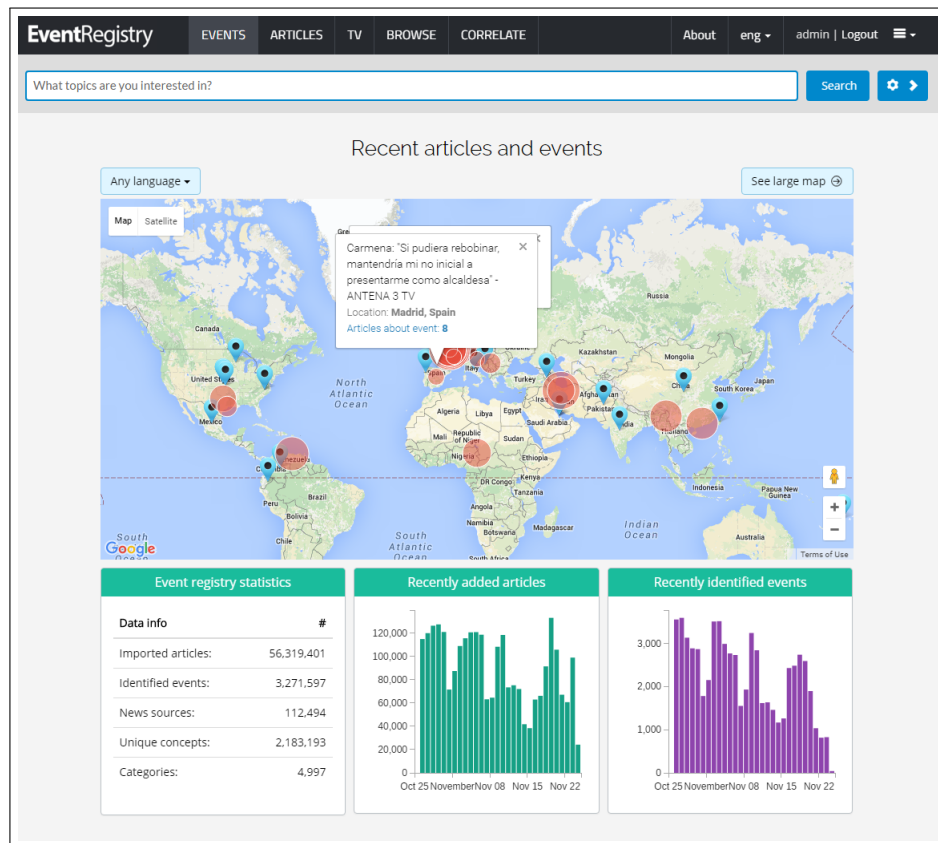 EventRegistry EVENTS ARTICLES TV BROWSE CORRELATE About eng admin | Logout
What topics are you interested in? Search
Recent articles and events
Any language See large map
Map Satellite
Carmena: "Si pudiera rebobinar,
mantendría mi no inicial a
presentarme como alcaldesa" -
ANTENA 3 TV
Location: Madrid, Spain
Articles about event: 8
Russia
Canada
Kazakhstan
Mongolia
United States
Spain
Italy
Turkey
China
South Korea
Japan
North
Atlantic
Ocean
Algeria
Libya
Egypt
Iran
Pakistan
Saudi Arabia
India
Mexico
Mali
Republic
of Niger
Sudan
Thailand
Nigeria
Ethiopia
Venezuela
Kenya
DR Congo
Tanzania
Indonesia
Papua New
Guinea
Peru
Brazil
Angola
Bolivia
Namibia
Botswana
Madagascar
Indian
Ocean
Australia
Chile
South
Atlantic
Ocean
South
Google
South Africa
Terms of Use
Event registry statistics
Data info #
Imported articles: 56,319,401
Identified events: 3,271,597
News sources: 112,494
Unique concepts: 2,183,193
Categories: 4,997
Recently added articles
120,000
100,000
80,000
60,000
40,000
20,000
0
Oct 25 November Nov 08 Nov 15 Nov 22
Recently identified events
3,000
2,000
1,000
0
Oct 25 November Nov 08 Nov 15 Nov 22